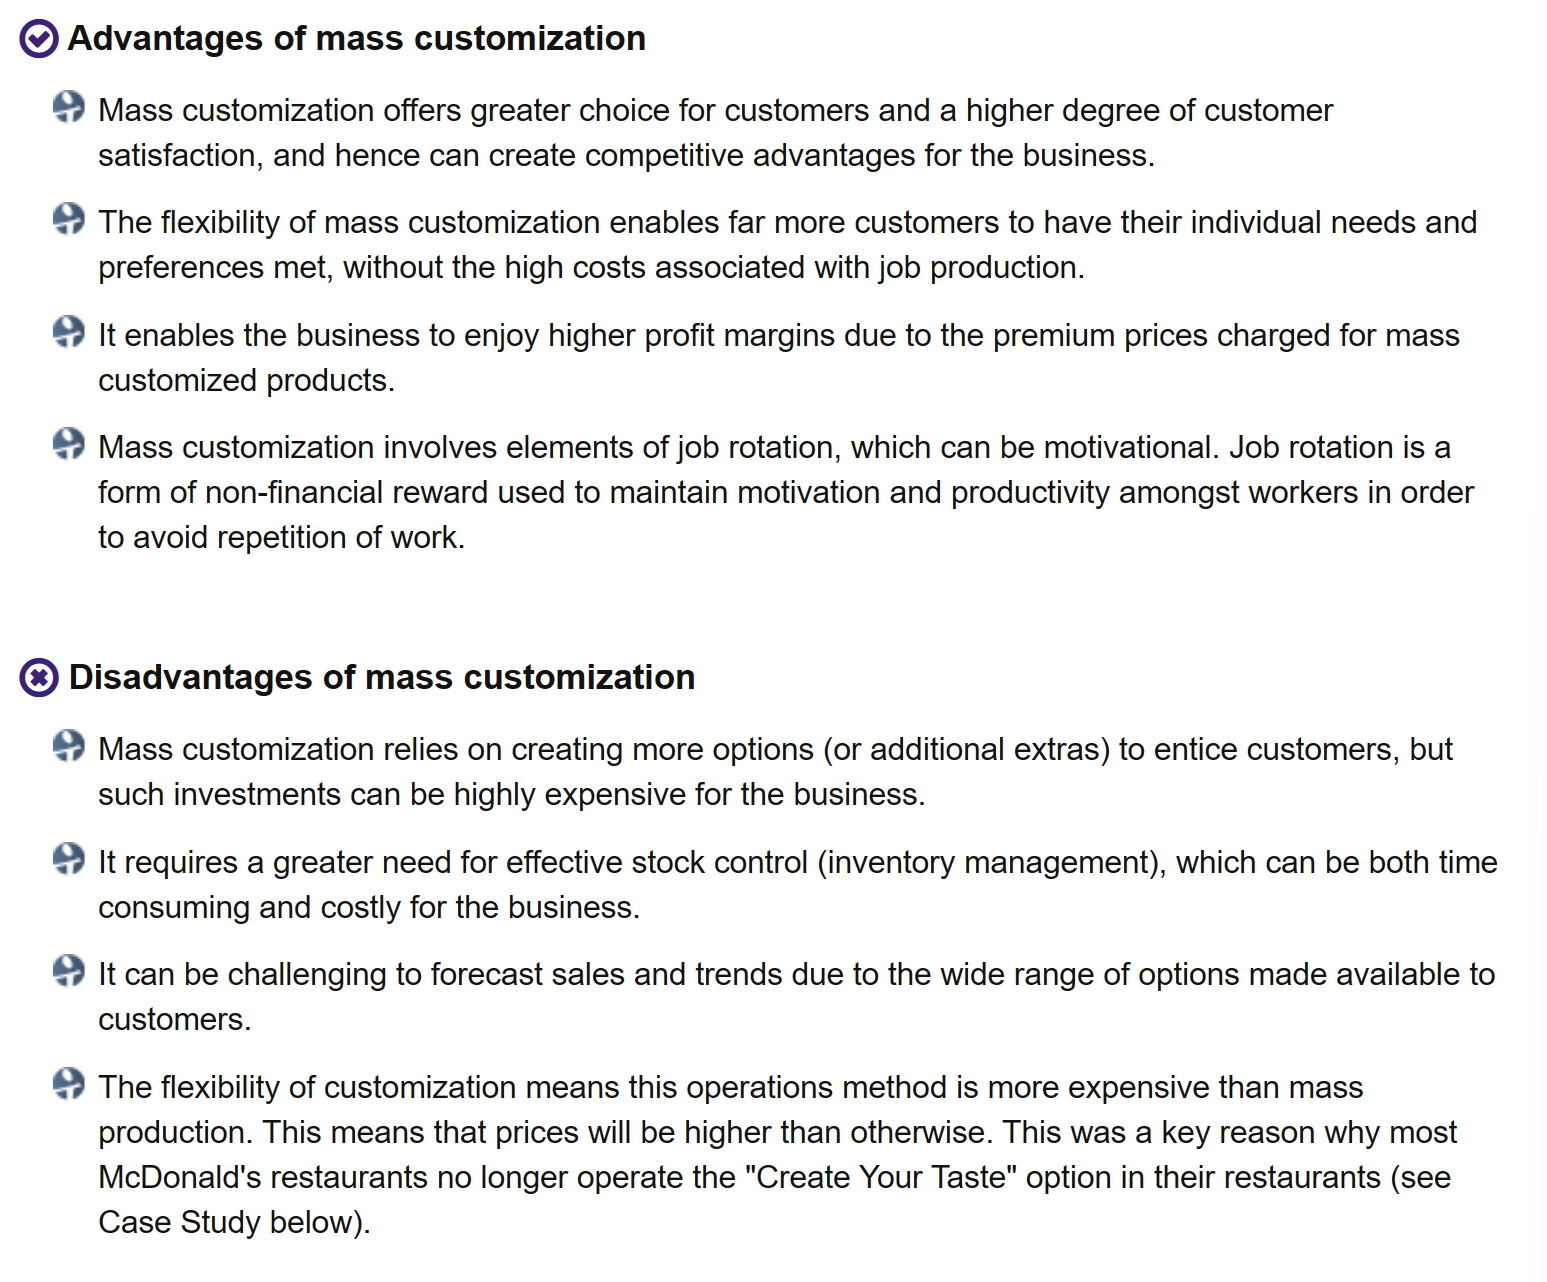 Advantages of mass customization
Mass customization offers greater choice for customers and a higher degree of customer
satisfaction, and hence can create competitive advantages for the business.
The flexibility of mass customization enables far more customers to have their individual needs and
preferences met, without the high costs associated with job production.
It enables the business to enjoy higher profit margins due to the premium prices charged for mass
customized products.
Mass customization involves elements of job rotation, which can be motivational. Job rotation is a
form of non-financial reward used to maintain motivation and productivity amongst workers in order
to avoid repetition of work.
Disadvantages of mass customization
Mass customization relies on creating more options (or additional extras) to entice customers, but
such investments can be highly expensive for the business.
It requires a greater need for effective stock control (inventory management), which can be both time
consuming and costly for the business.
It can be challenging to forecast sales and trends due to the wide range of options made available to
customers.
The flexibility of customization means this operations method is more expensive than mass
production. This means that prices will be higher than otherwise. This was a key reason why most
McDonald's restaurants no longer operate the "Create Your Taste" option in their restaurants (see
Case Study below).